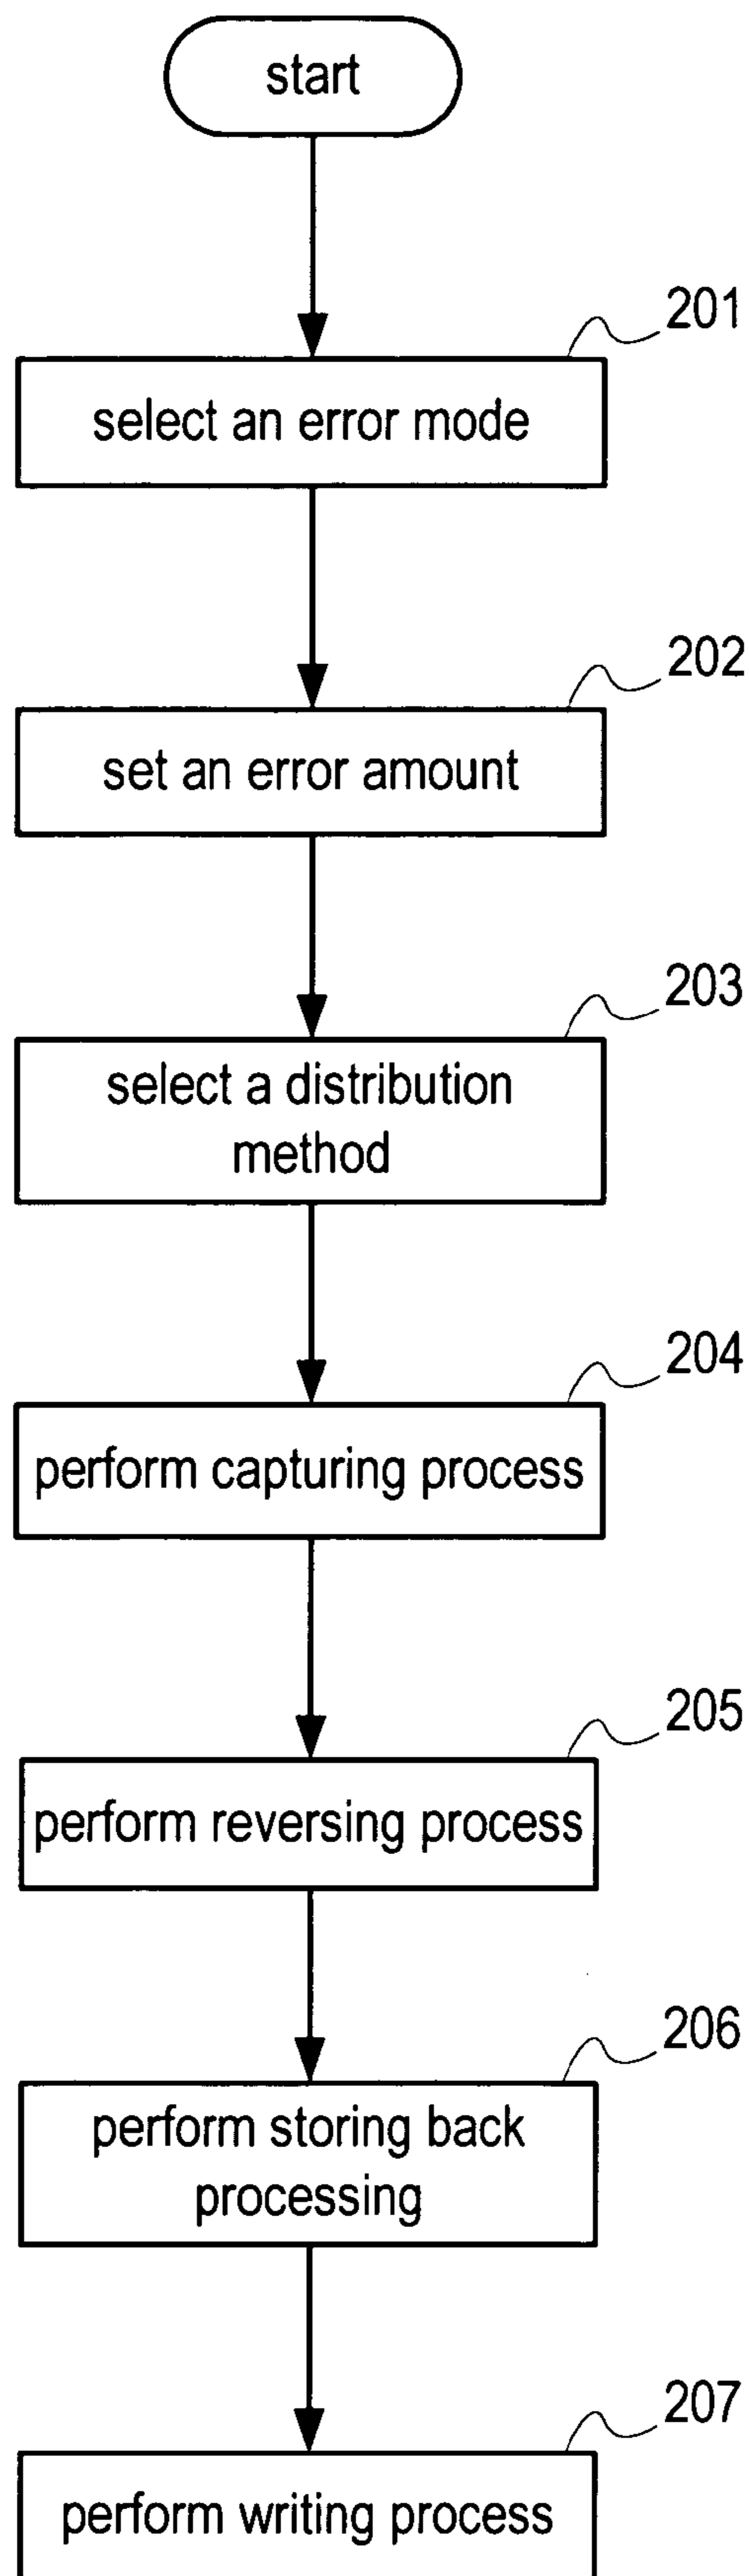 start
201
select an error mode
202
set an error amount
203
select a distribution
method
204
perform capturing process
205
perform reversing process
206
perform storing back
processing
207
perform writing process